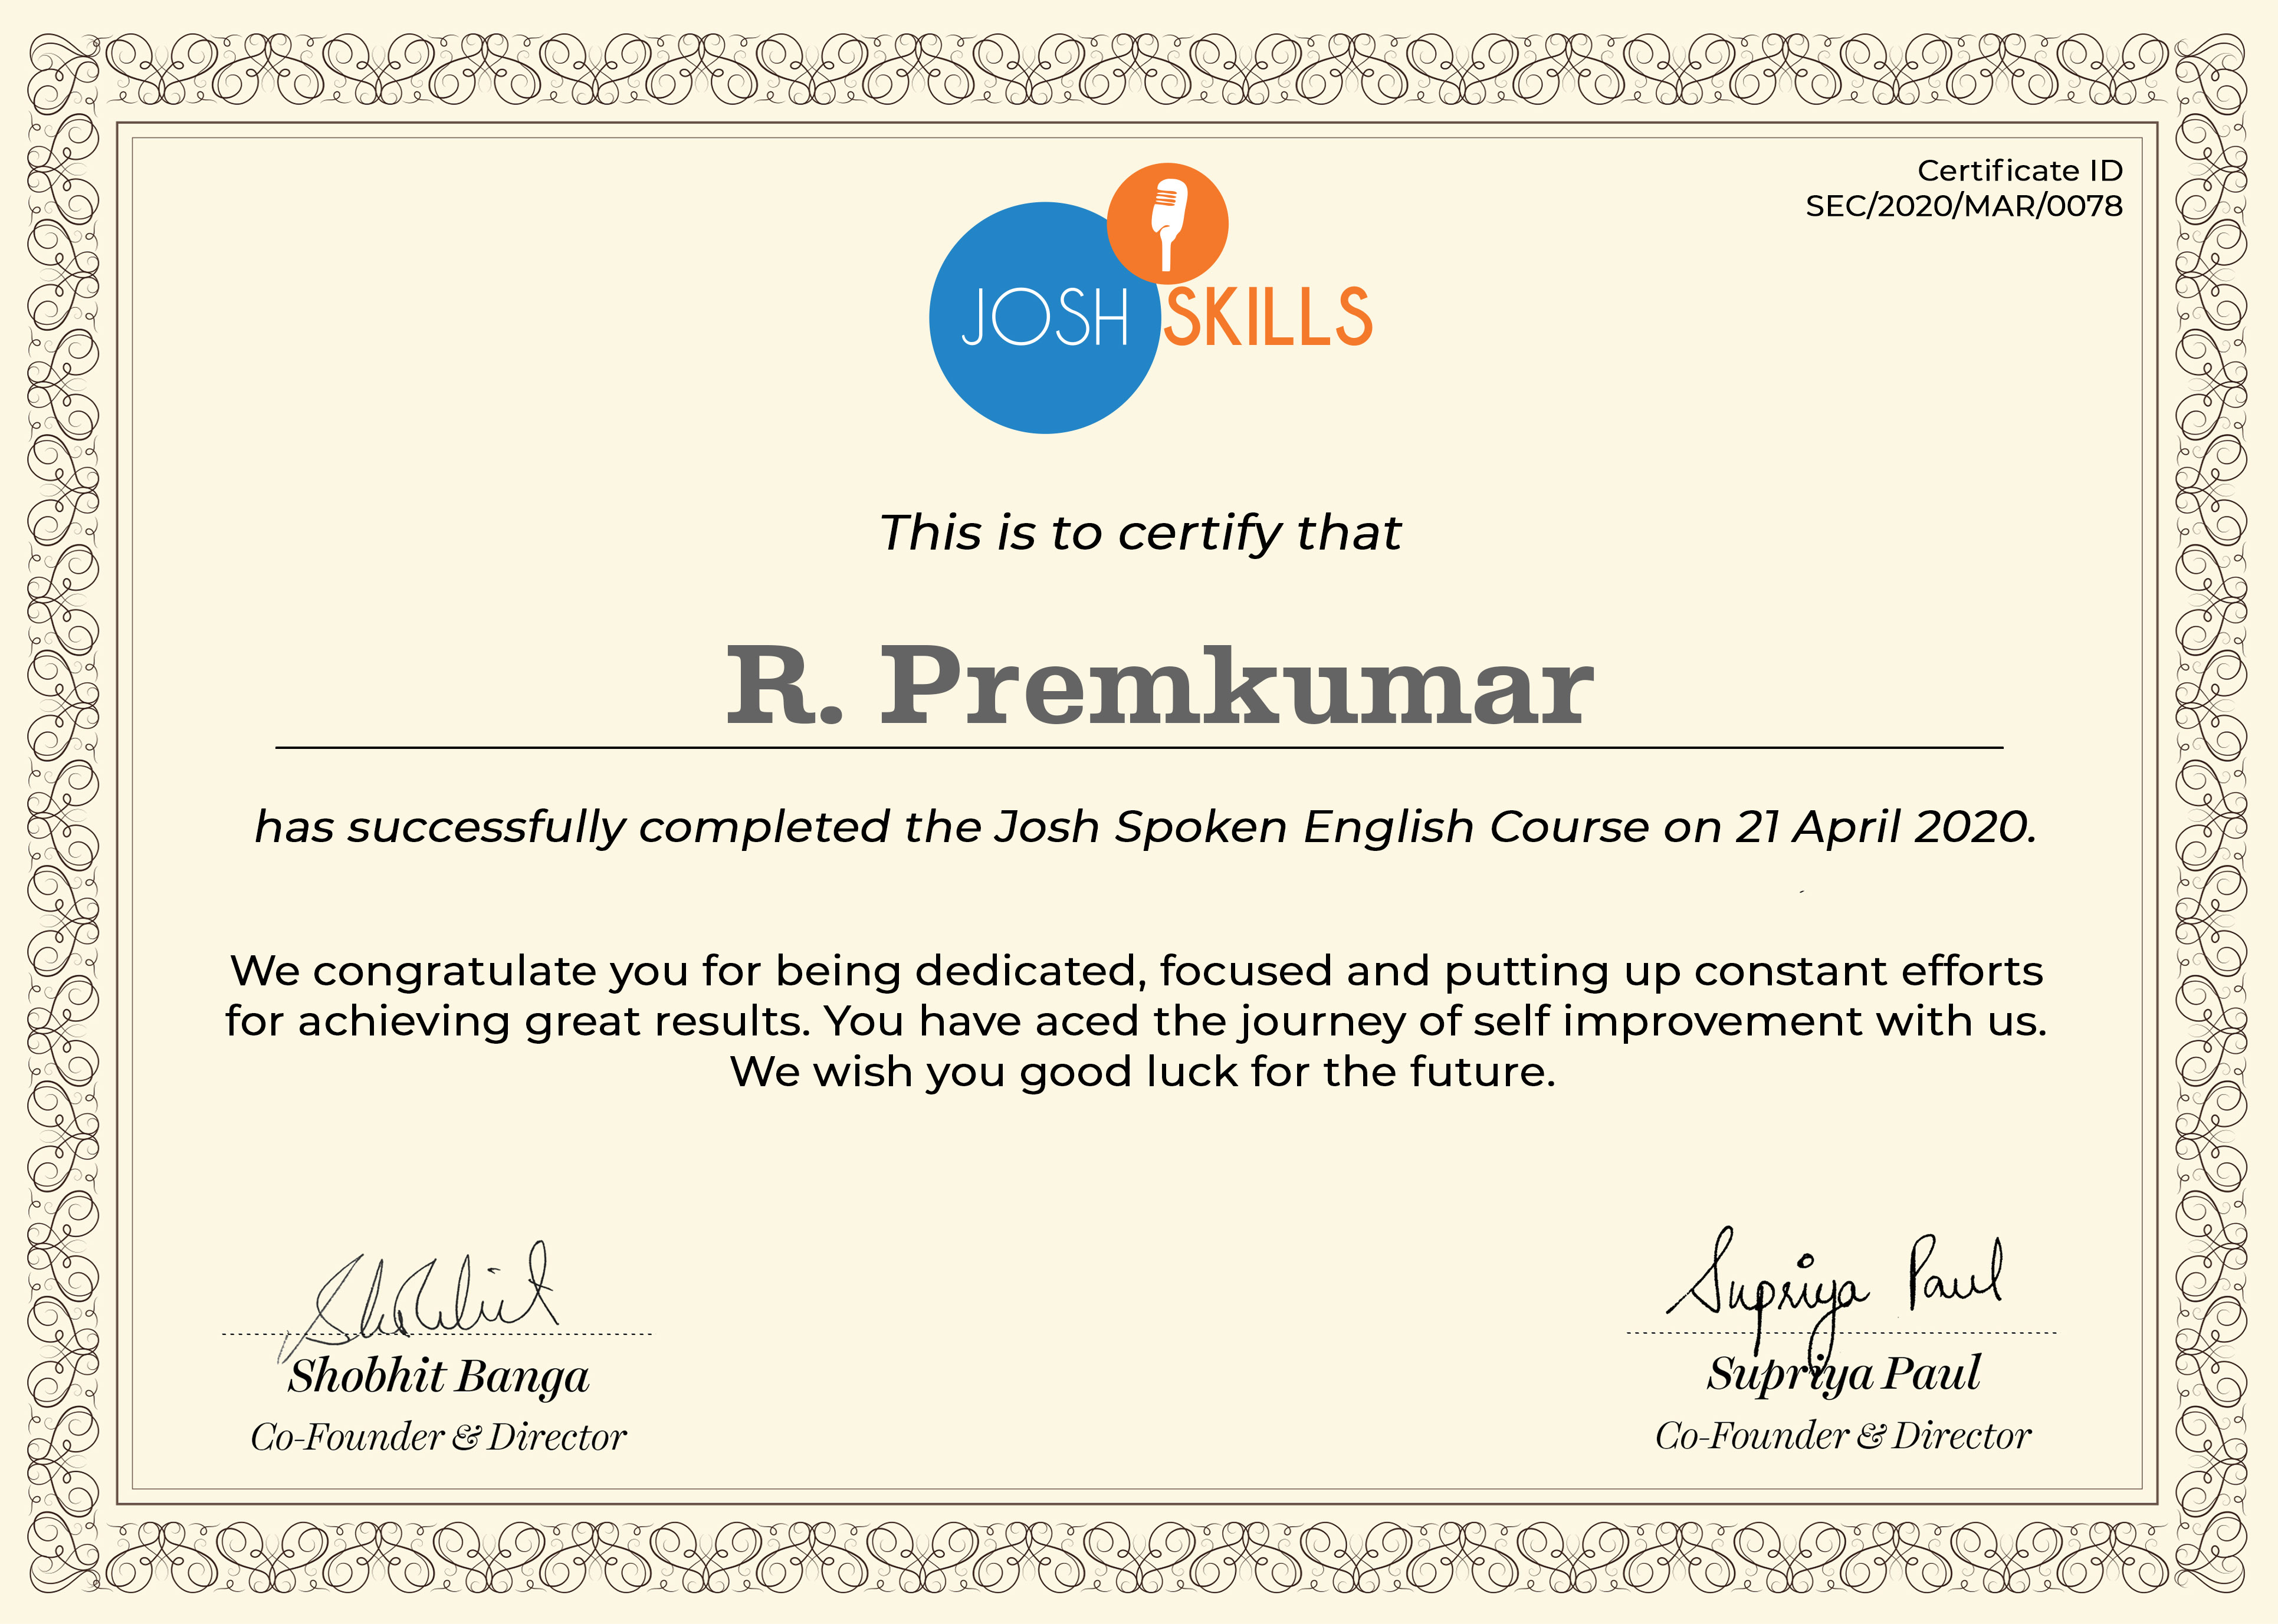 Certificate ID
SEC/2020/MAR/0078
JOSH SKILLS
This is to certify that
R. Premkumar
has successfully completed the Josh Spoken English Course on 21 April 2020.
We congratulate you for being dedicated, focused and putting up constant efforts
for achieving great results. You have aced the journey of self improvement with us.
We wish you good luck for the future.
Shobhit
Supriya Paul
Shobhit Banga
Supriya Paul
Co-Founder & Director
Co-Founder & Director